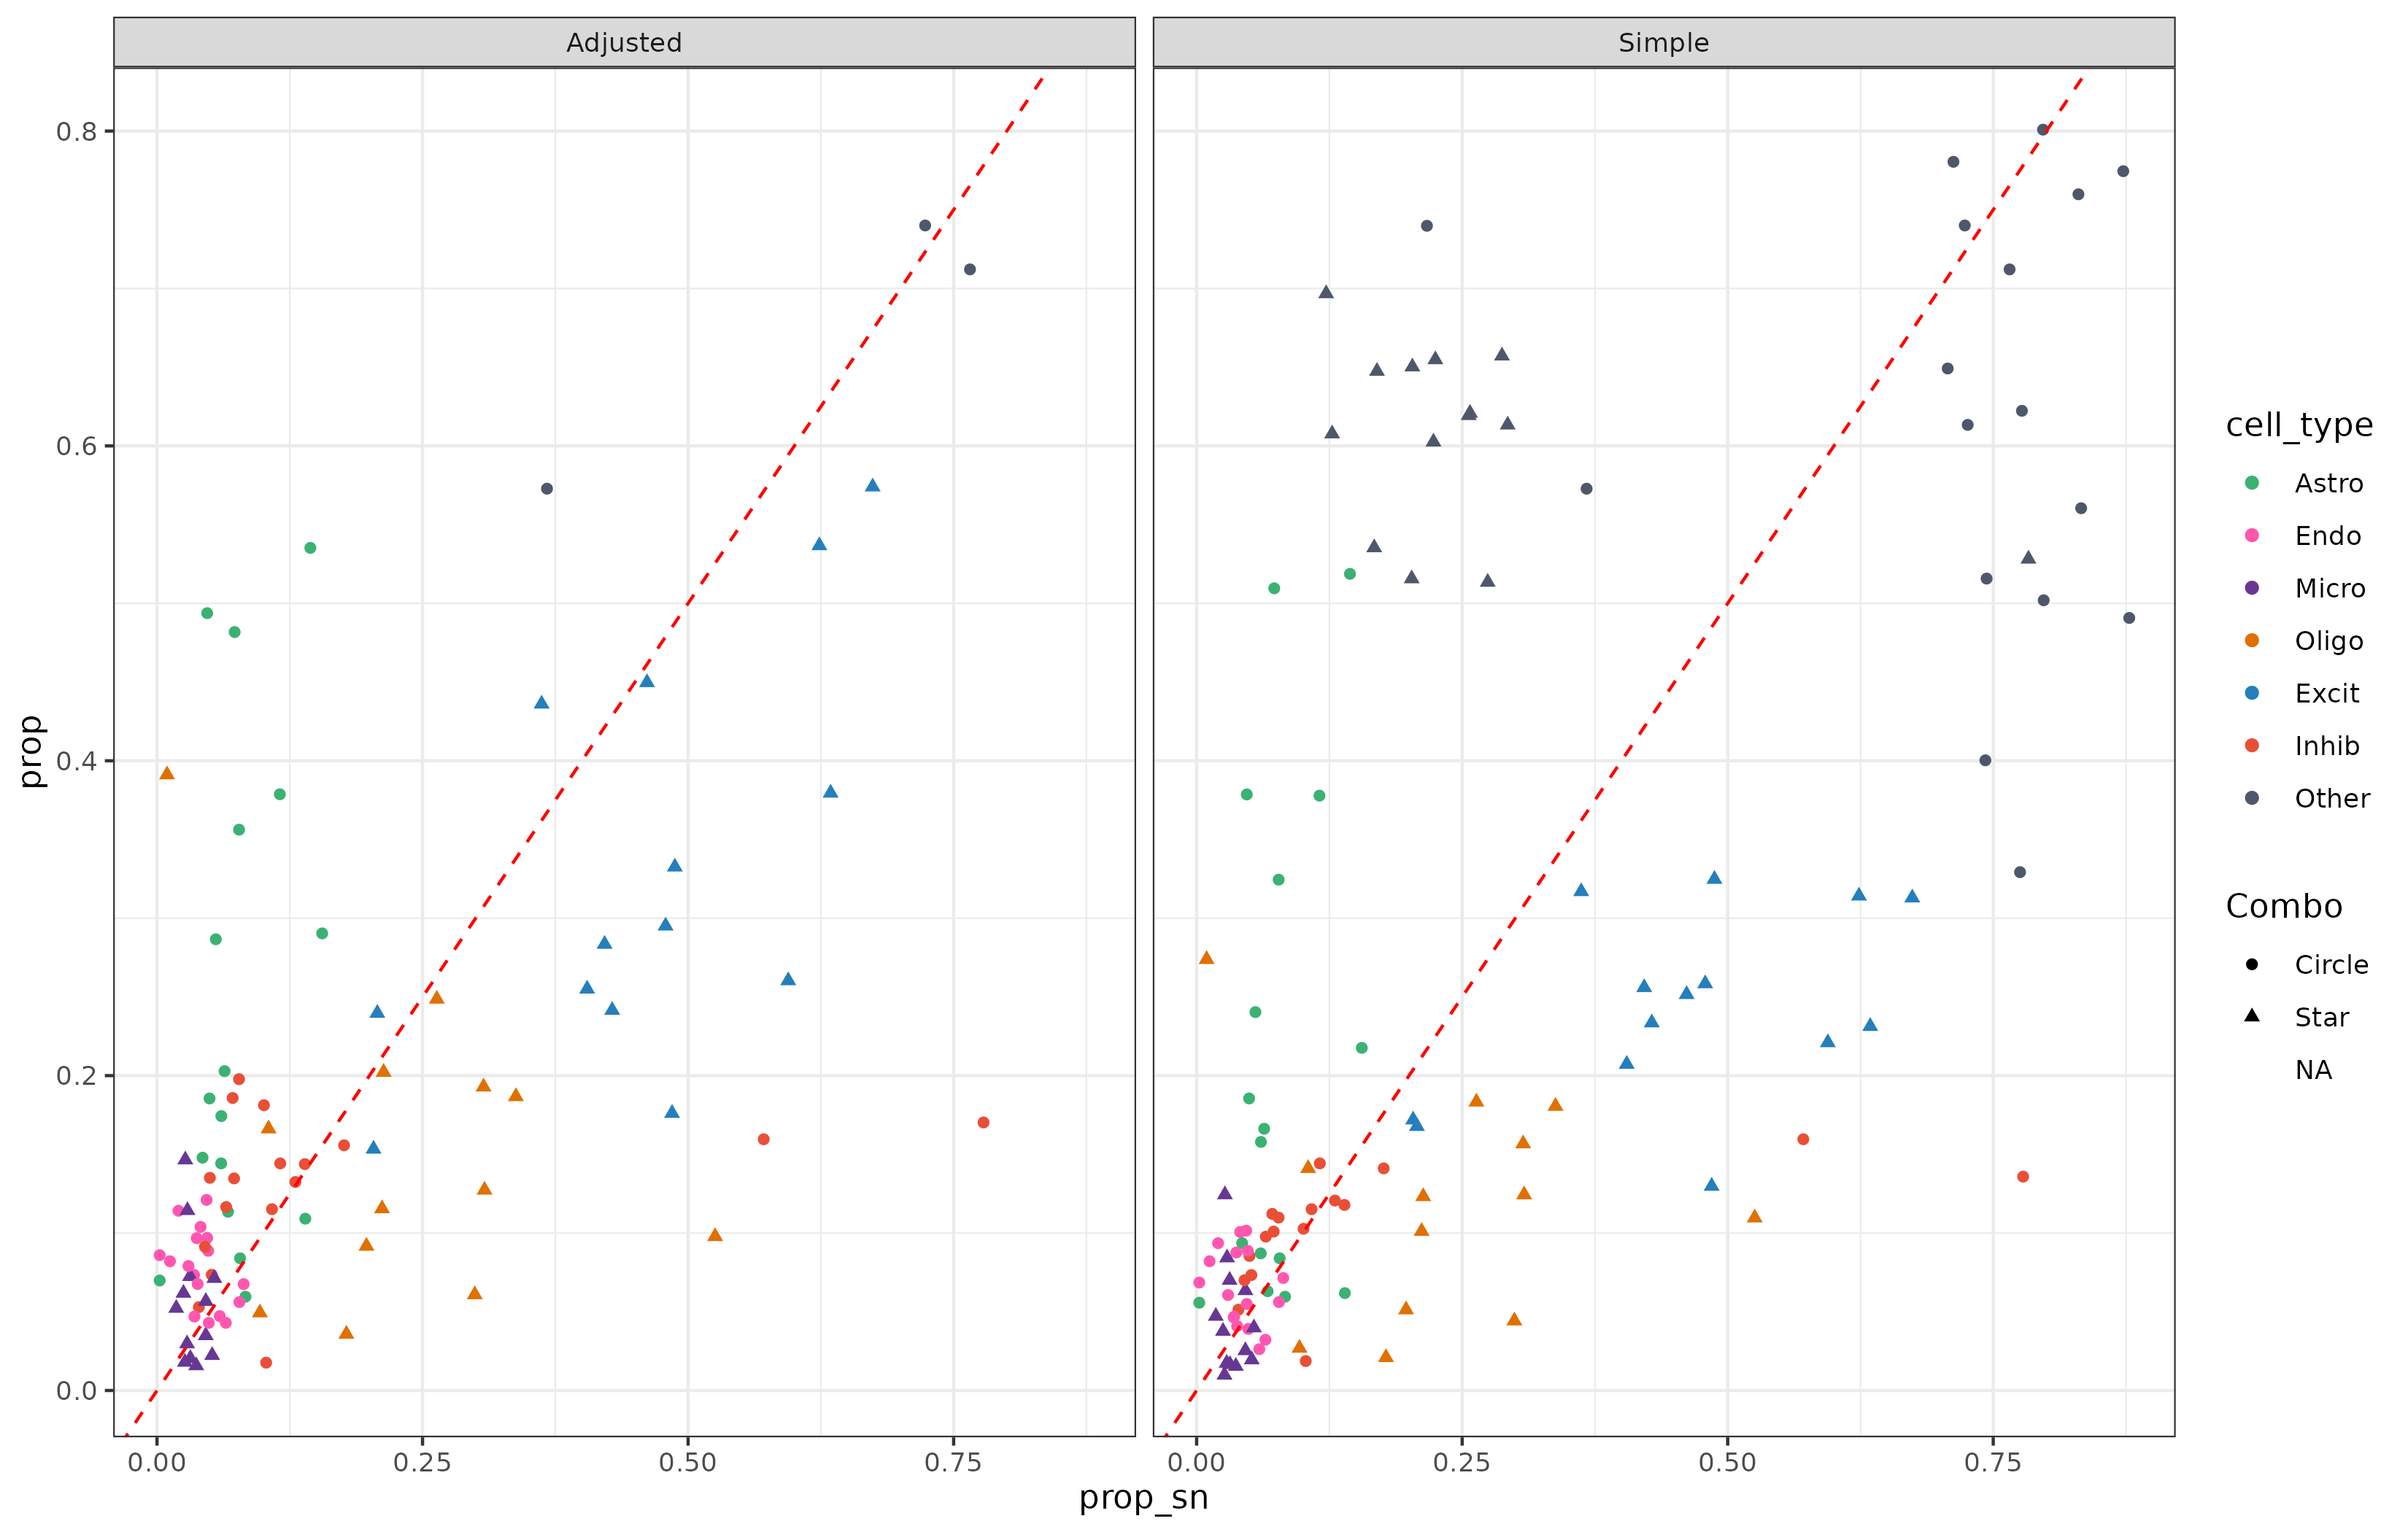 Adjusted
Simple
prop
0.8
0.6
0.4
0.2
0.0
0.00
0.25
0.50
0.75
0.00
0.25
0.50
0.75
prop_sn
cell_type
Astro
Endo
Micro
Oligo
Excit
Inhib
Other
Combo
Circle
Star
NA